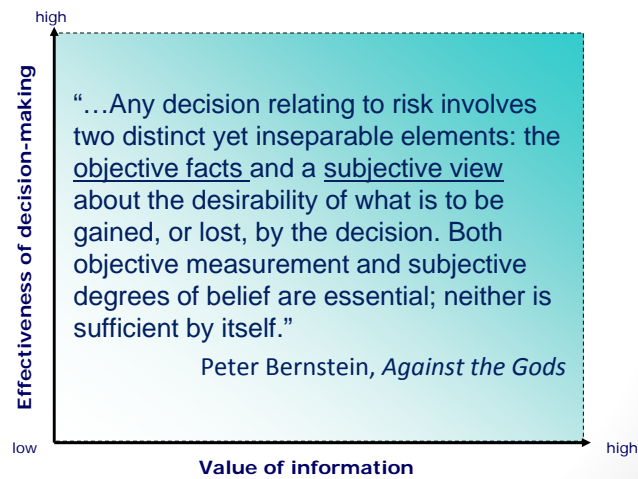 high
Effectiveness of decision-making
“…Any decision relating to risk involves
two distinct yet inseparable elements: the
objective facts and a subjective view
about the desirability of what is to be
gained, or lost, by the decision. Both
objective measurement and subjective
degrees of belief are essential; neither is
sufficient by itself.”
Peter Bernstein, Against the Gods
low
high
Value of information